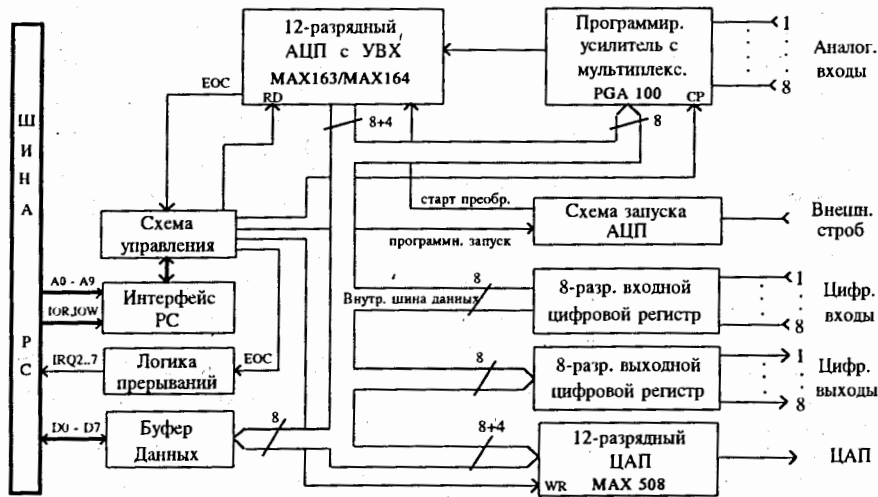 ШИНА PC
12-разрядный
АЦП с УВХ
MAX163/MAX164
RD
EOC
Программир.
усилитель с
мультиплекс.
PGA 100
CP
1
8
Аналог.
входы
8+4
8
Схема
управления
старт преобр.
программн. запуск
Схема запуска
АЦП
Внешн.
строб
A0 - A9
IOR,IOW
Интерфейс
PC
Внутр. шина данных
8
8-разр. входной
цифровой регистр
1
8
Цифр.
входы
IRQ2..7
Логика
прерываний
EOC
8
8-разр. выходной
цифровой регистр
1
8
Цифр.
выходы
D0 - D7
Буфер
Данных
8
8+4
12-разрядный
ЦАП
MAX 508
WR
ЦАП